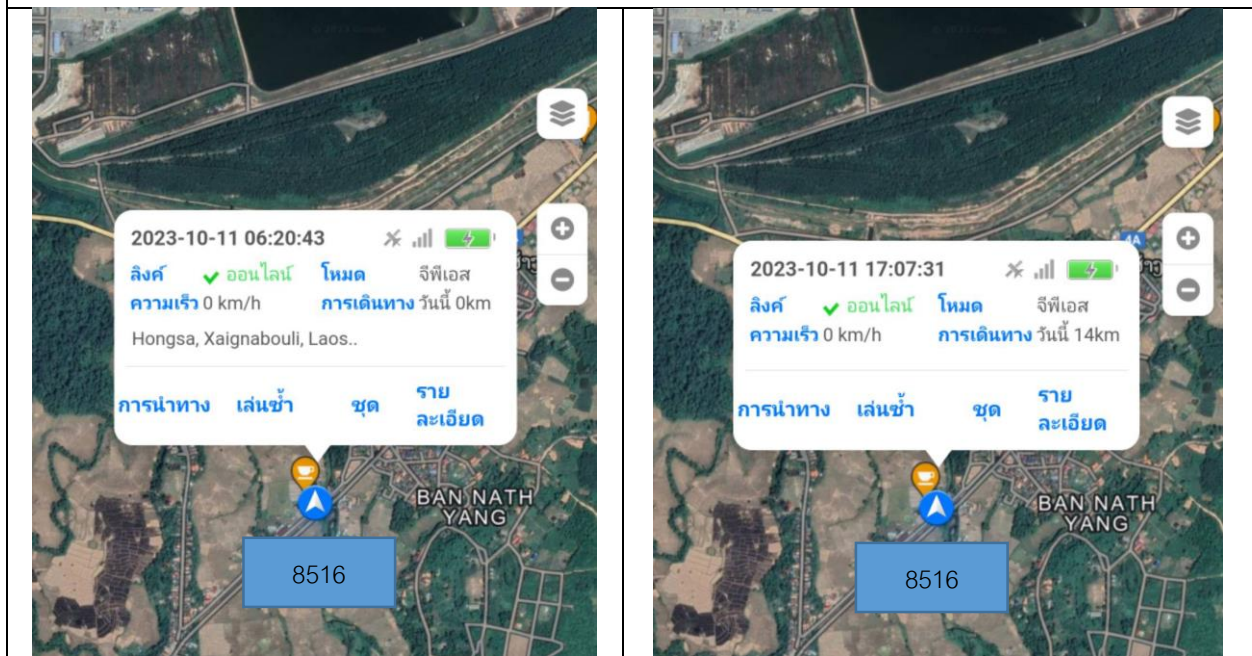 2023-10-11 06:20:43
ลิงค์ ออนไลน์ โหมด จีพีเอส
ความเร็ว 0 km/h การเดินทาง วันนี้ 0km
Hongsa, Xaignabouli, Laos..
การนำทาง เล่นซ้ำ ชุด ราย
ละเอียด
BAN NATH
YANG
8516
4A
2023-10-11 17:07:31
ลิงค์ ออนไลน์ โหมด จีพีเอส
ความเร็ว 0 km/h การเดินทาง วันนี้ 14km
การนำทาง เล่นซ้ำ ชุด ราย
ละเอียด
BAN NATH
YANG
8516